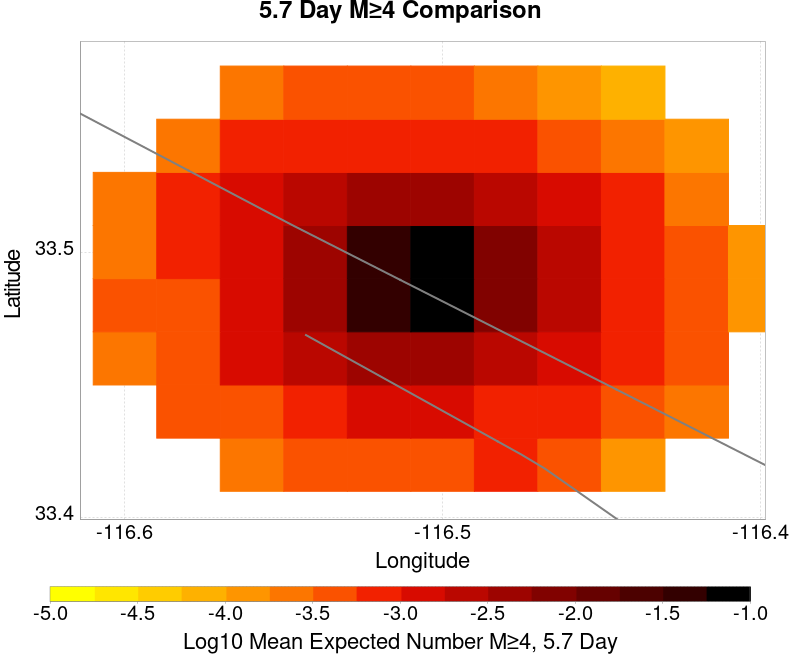 5.7 Day M≥4 Comparison
Latitude
33.5
33.4
-116.6 -116.5 -116.4
Longitude
-5.0 -4.5 -4.0 -3.5 -3.0 -2.5 -2.0 -1.5 -1.0
Log10 Mean Expected Number M≥4, 5.7 Day